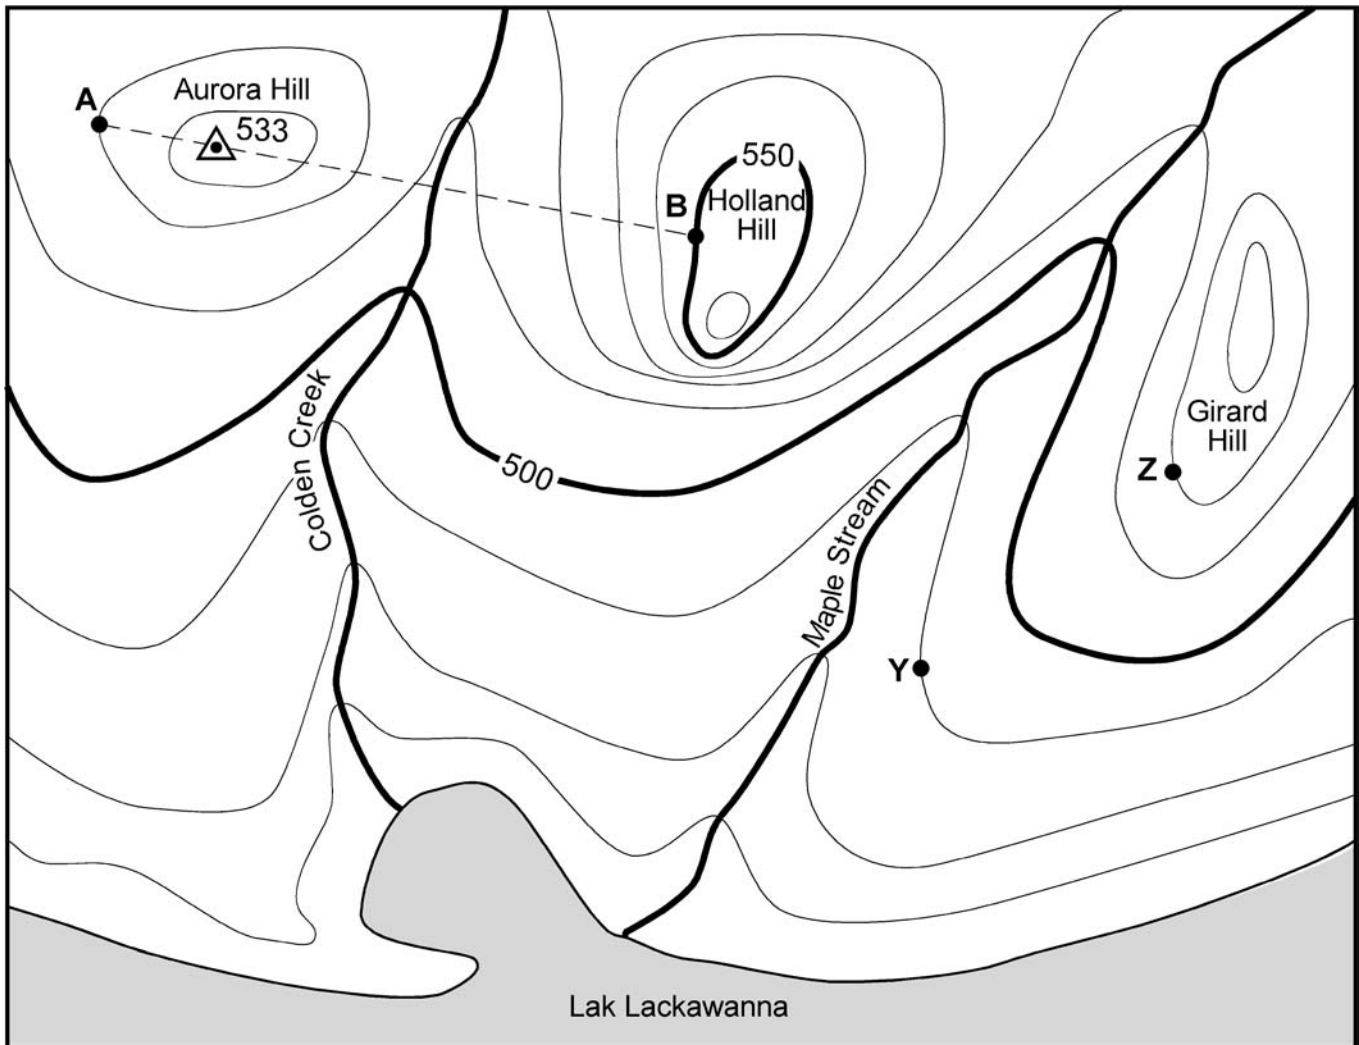 A
Aurora Hill
533
550
B
Holland
Hill
Colden Creek
500
Maple Stream
Girard
Hill
Z
Y
Lak Lackawanna